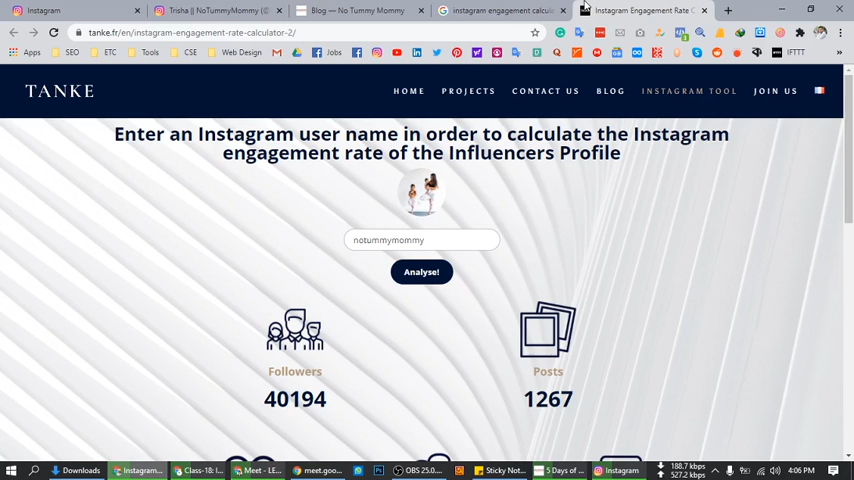 Instagram
Trisha || NoTummyMommy (@notu
Blog — No Tummy Mommy
instagram engagement calcula
Instagram Engagement Rate C
tanke.fr/en/instagram-engagement-rate-calculator-2/
Apps
SEO
ETC
Tools
CSE
Web Design
Jobs
IFTTT
TANKE
HOME
PROJECTS
CONTACT US
BLOG
INSTAGRAM TOOL
JOIN US
Enter an Instagram user name in order to calculate the Instagram
engagement rate of the Influencers Profile
notummymommy
Analyse!
Followers
Posts
40194
1267
Downloads
Instagram...
Class-18: I...
Meet - LE...
meet.goo...
OBS 25.0....
Sticky Not...
5 Days of ...
Instagram
188.7 kbps
527.2 kbps
4:06 PM